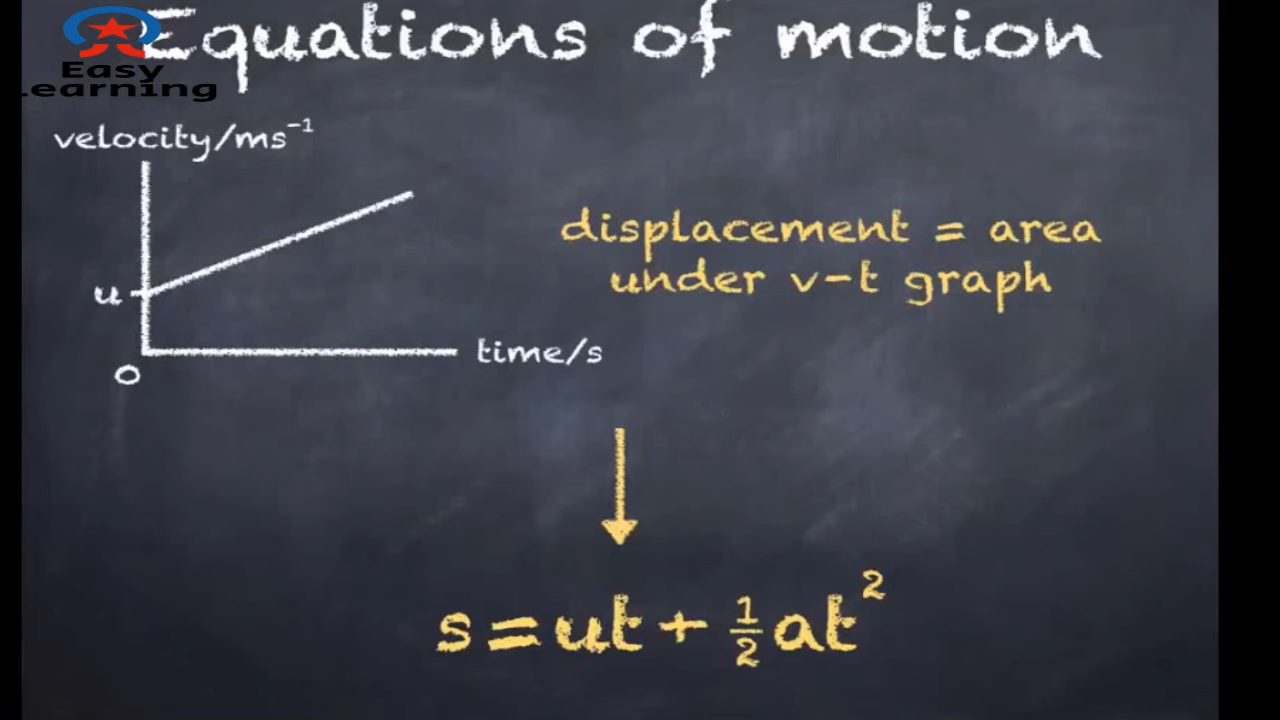 Equations of motion
Easy
Learning
velocity/ms⁻¹
displacement = area
under v-t graph
u
time/s
0
s = ut + ½at²